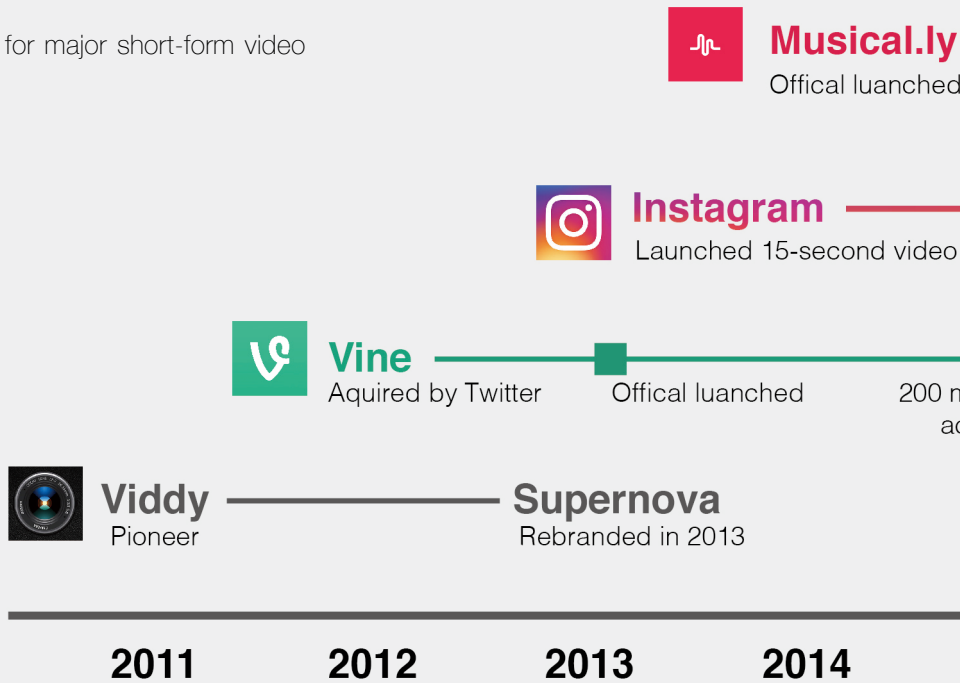 for major short-form video
Musical.ly
Offical luanched
Instagram
Launched 15-second video
Vine
Aquired by Twitter
Offical luanched
200 m
ac
Viddy
Pioneer
Supernova
Rebranded in 2013
2011
2012
2013
2014